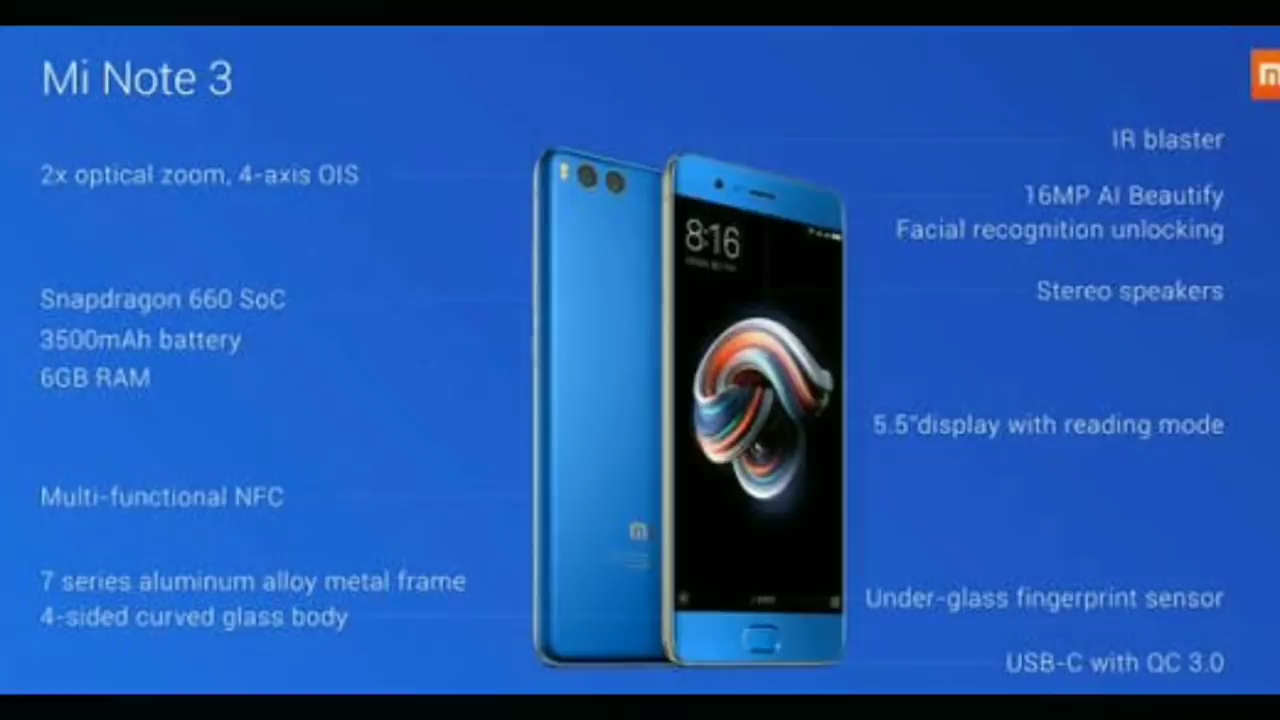 Mi Note 3
2x optical zoom, 4-axis OIS
Snapdragon 660 SoC
3500mAh battery
6GB RAM
Multi-functional NFC
7 series aluminum alloy metal frame
4-sided curved glass body
IR blaster
16MP AI Beautify
Facial recognition unlocking
Stereo speakers
5.5"display with reading mode
Under-glass fingerprint sensor
USB-C with QC 3.0
8:16